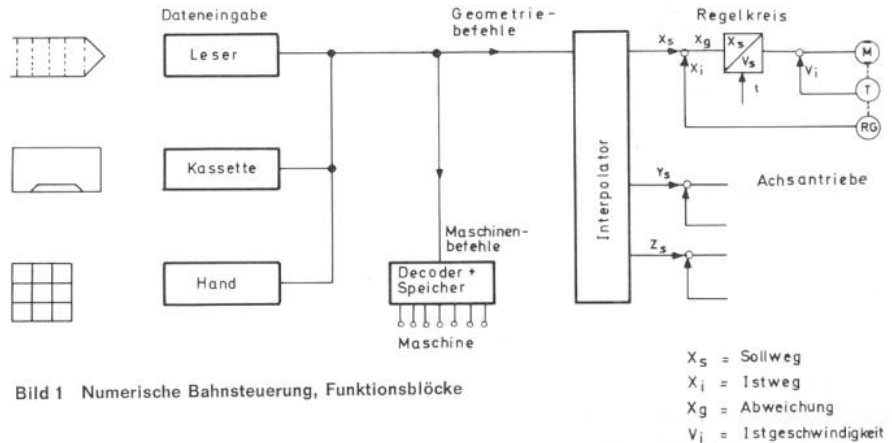 Dateneingabe
Leser
Kassette
Hand
Geometrie-
befehle
Maschinen-
befehle
Decoder +
Speicher
Maschine
Interpolator
Regelkreis
Xs
Xg
Xi
Xs
Vs
t
Vi
M
T
RG
Ys
Achsantriebe
Zs
Xs = Sollweg
Xi = Istweg
Xg = Abweichung
Vi = Istgeschwindigkeit
Bild 1 Numerische Bahnsteuerung, Funktionsblöcke